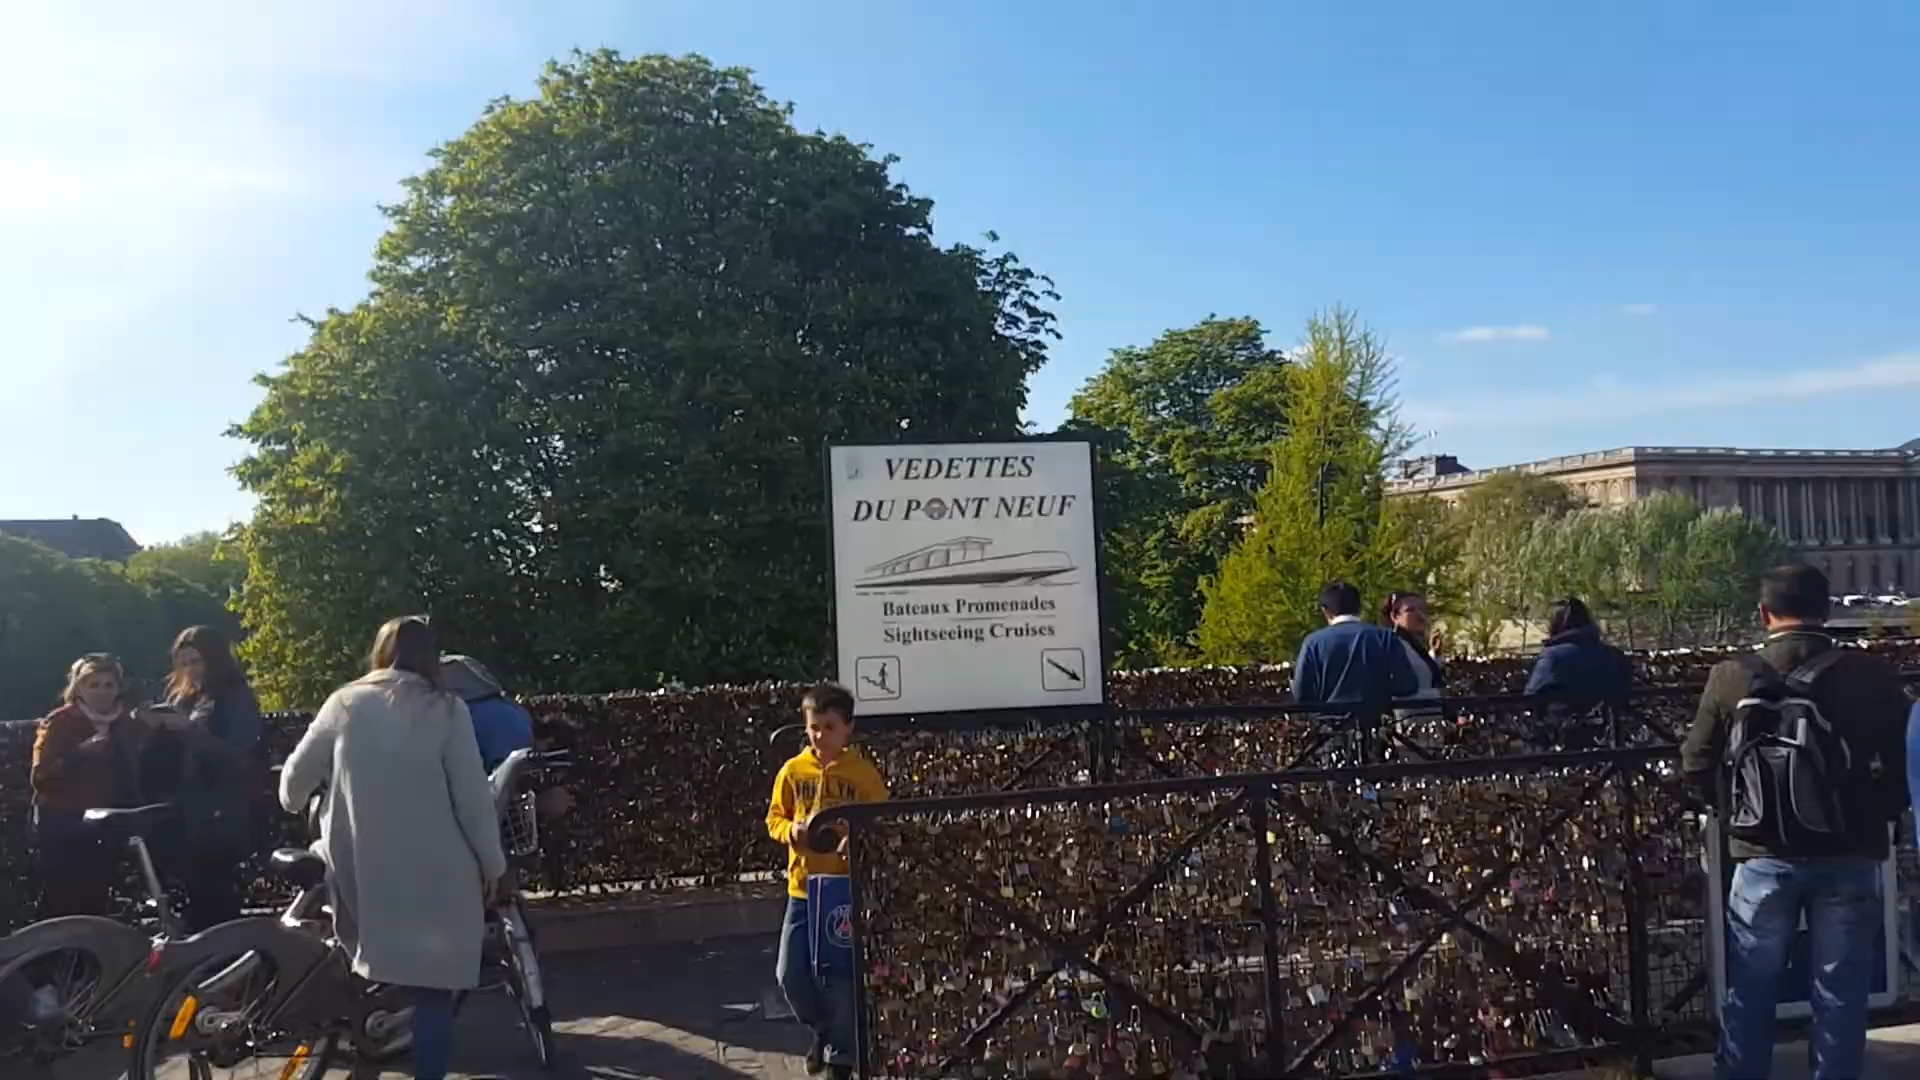 VEDETTES
DU PONT NEUF
Bateaux Promenades
Sightseeing Cruises